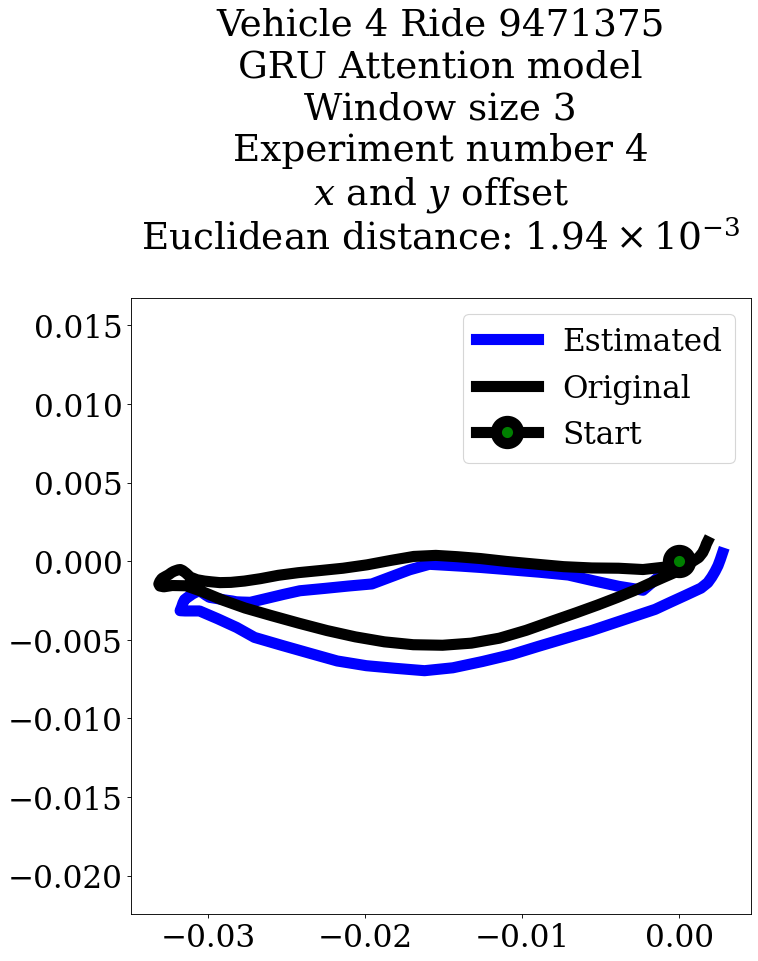 Vehicle 4 Ride 9471375
GRU Attention model
Window size 3
Experiment number 4
x and y offset
Euclidean distance: 1.94 × 10⁻³
Estimated
Original
Start
0.015
0.010
0.005
0.000
−0.005
−0.010
−0.015
−0.020
−0.03 −0.02 −0.01 0.00